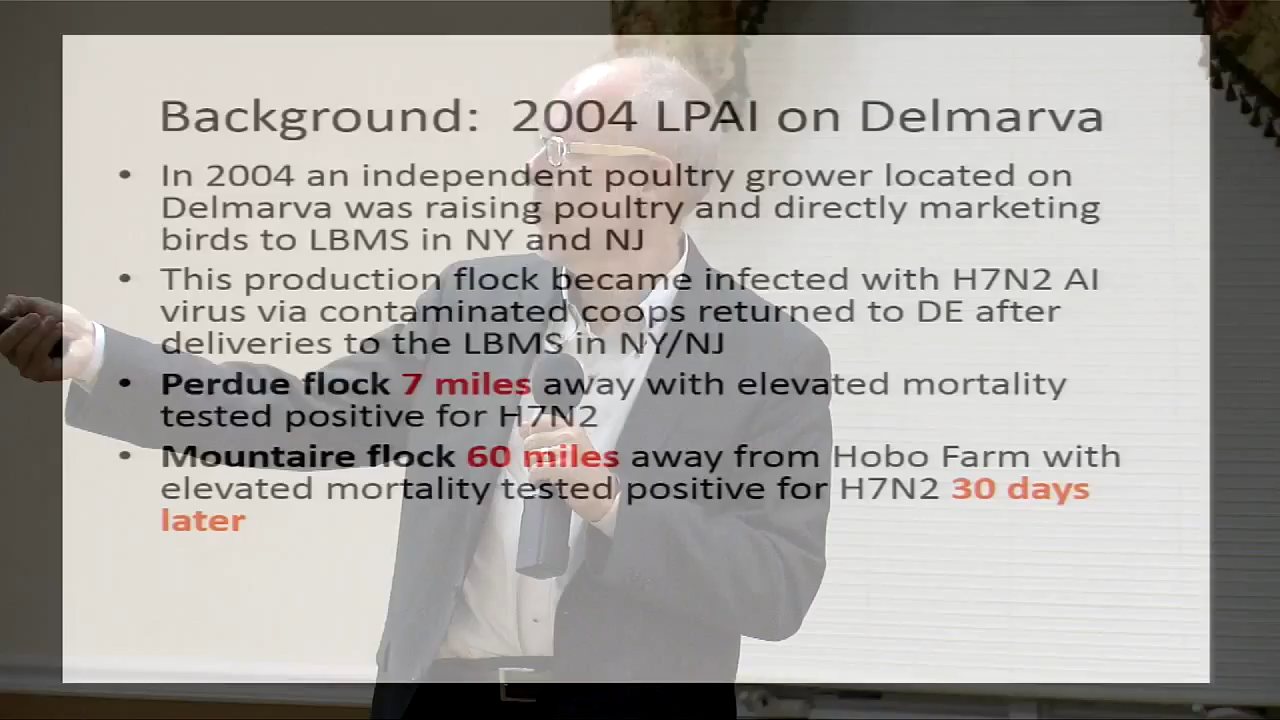 Background: 2004 LPAI on Delmarva
• In 2004 an independent poultry grower located on
Delmarva was raising poultry and directly marketing
birds to LBMS in NY and NJ
• This production flock became infected with H7N2 AI
virus via contaminated coops returned to DE after
deliveries to the LBMS in NY/NJ
• Perdue flock 7 miles away with elevated mortality
tested positive for H7N2
• Mountaire flock 60 miles away from Hobo Farm with
elevated mortality tested positive for H7N2 30 days
later